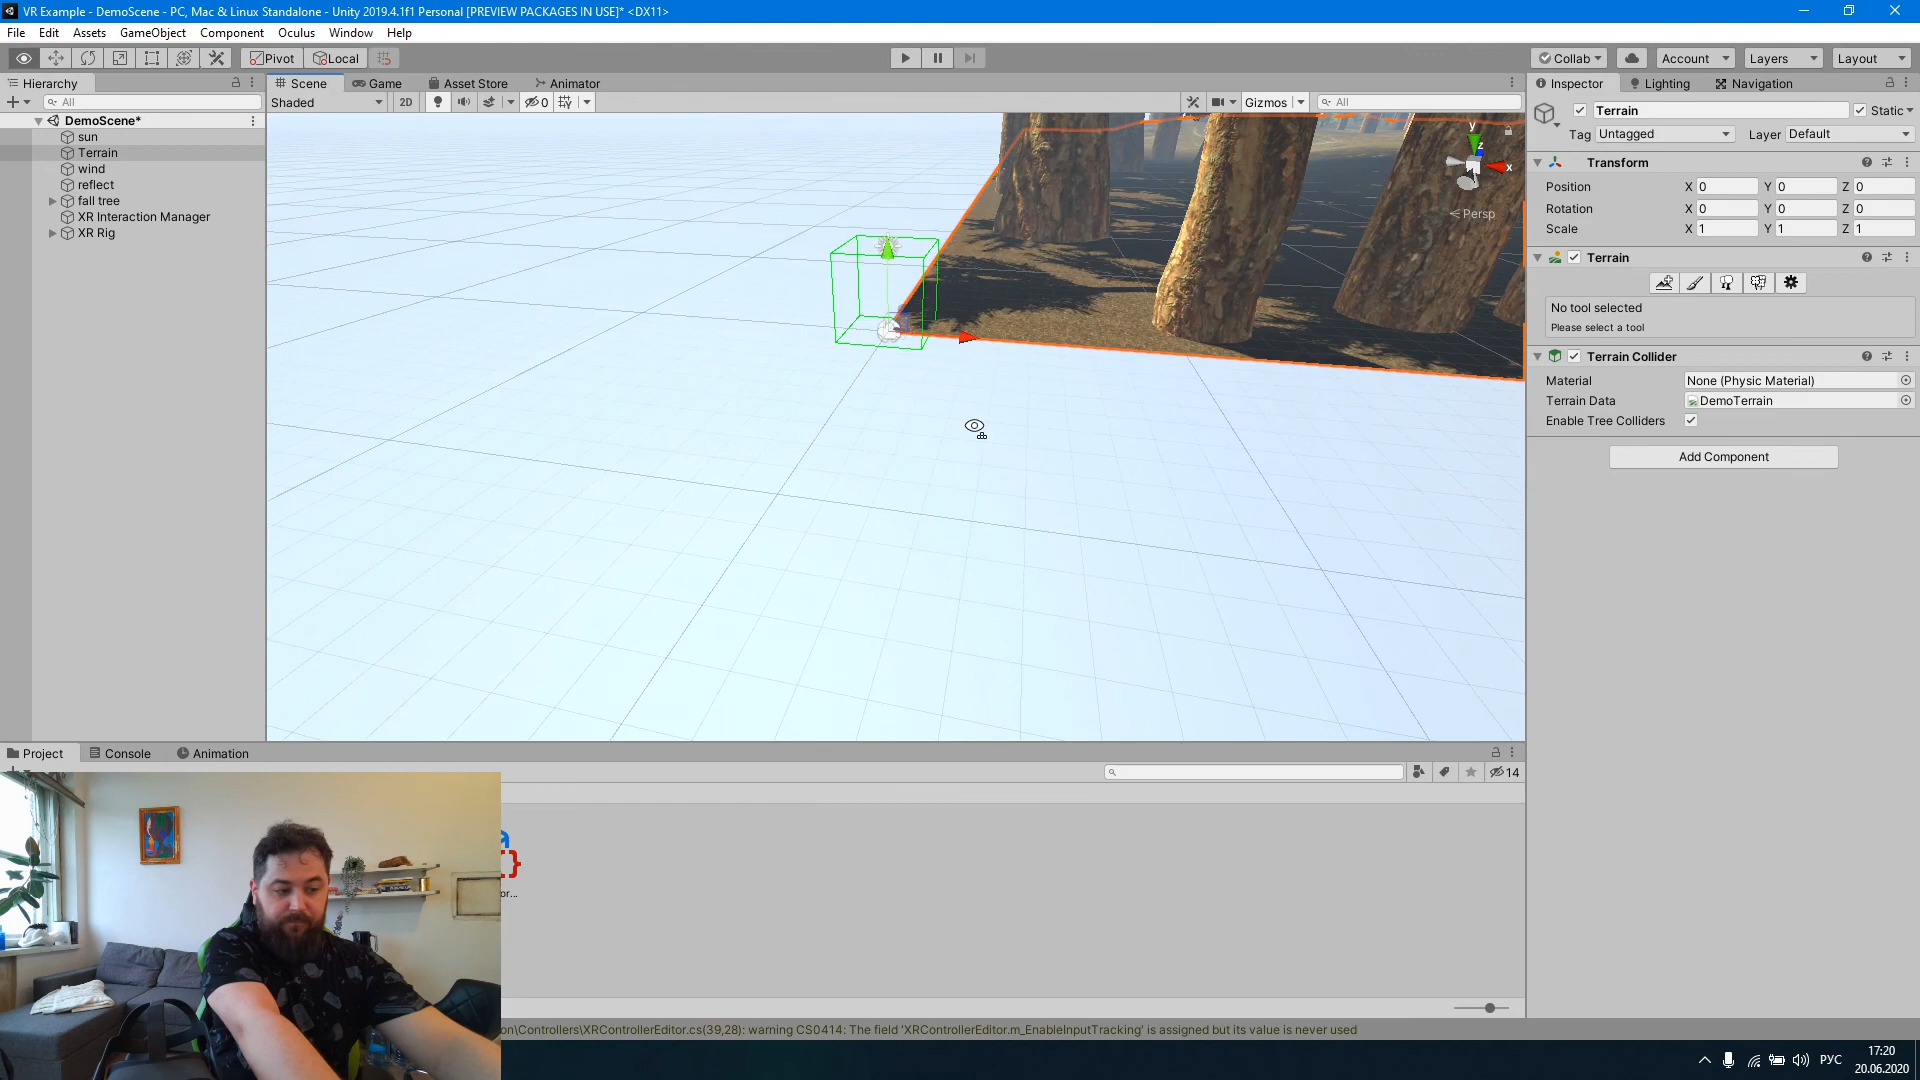 VR Example - DemoScene - PC, Mac & Linux Standalone - Unity 2019.4.1f1 Personal [PREVIEW PACKAGES IN USE]* <DX11>
File Edit Assets GameObject Component Oculus Window Help
Pivot Local
Collab Account Layers Layout
Hierarchy
All
DemoScene*
sun
Terrain
wind
reflect
fall tree
XR Interaction Manager
XR Rig
Scene Game Asset Store Animator
Shaded 2D 0 Gizmos All
y
z
x
Persp
Inspector Lighting Navigation
Terrain Static
Tag Untagged Layer Default
Transform
Position X 0 Y 0 Z 0
Rotation X 0 Y 0 Z 0
Scale X 1 Y 1 Z 1
Terrain
No tool selected
Please select a tool
Terrain Collider
Material None (Physic Material)
Terrain Data DemoTerrain
Enable Tree Colliders
Add Component
Project Console Animation
14
or...
on\Controllers\XRControllerEditor.cs(39,28): warning CS0414: The field 'XRControllerEditor.m_EnableInputTracking' is assigned but its value is never used
РУС
17:20
20.06.2020